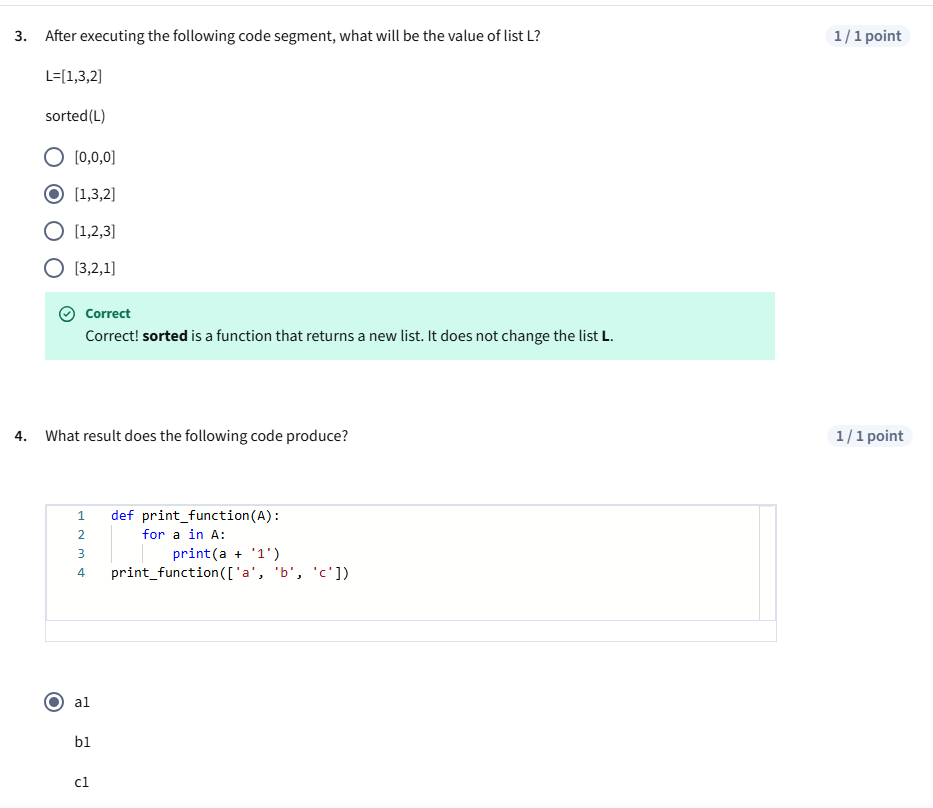 3. After executing the following code segment, what will be the value of list L? 1 / 1 point
L=[1,3,2]
sorted(L)
[0,0,0]
[1,3,2]
[1,2,3]
[3,2,1]
Correct
Correct! sorted is a function that returns a new list. It does not change the list L.
4. What result does the following code produce? 1 / 1 point
1 def print_function(A):
2     for a in A:
3         print(a + '1')
4 print_function(['a', 'b', 'c'])
a1
b1
c1